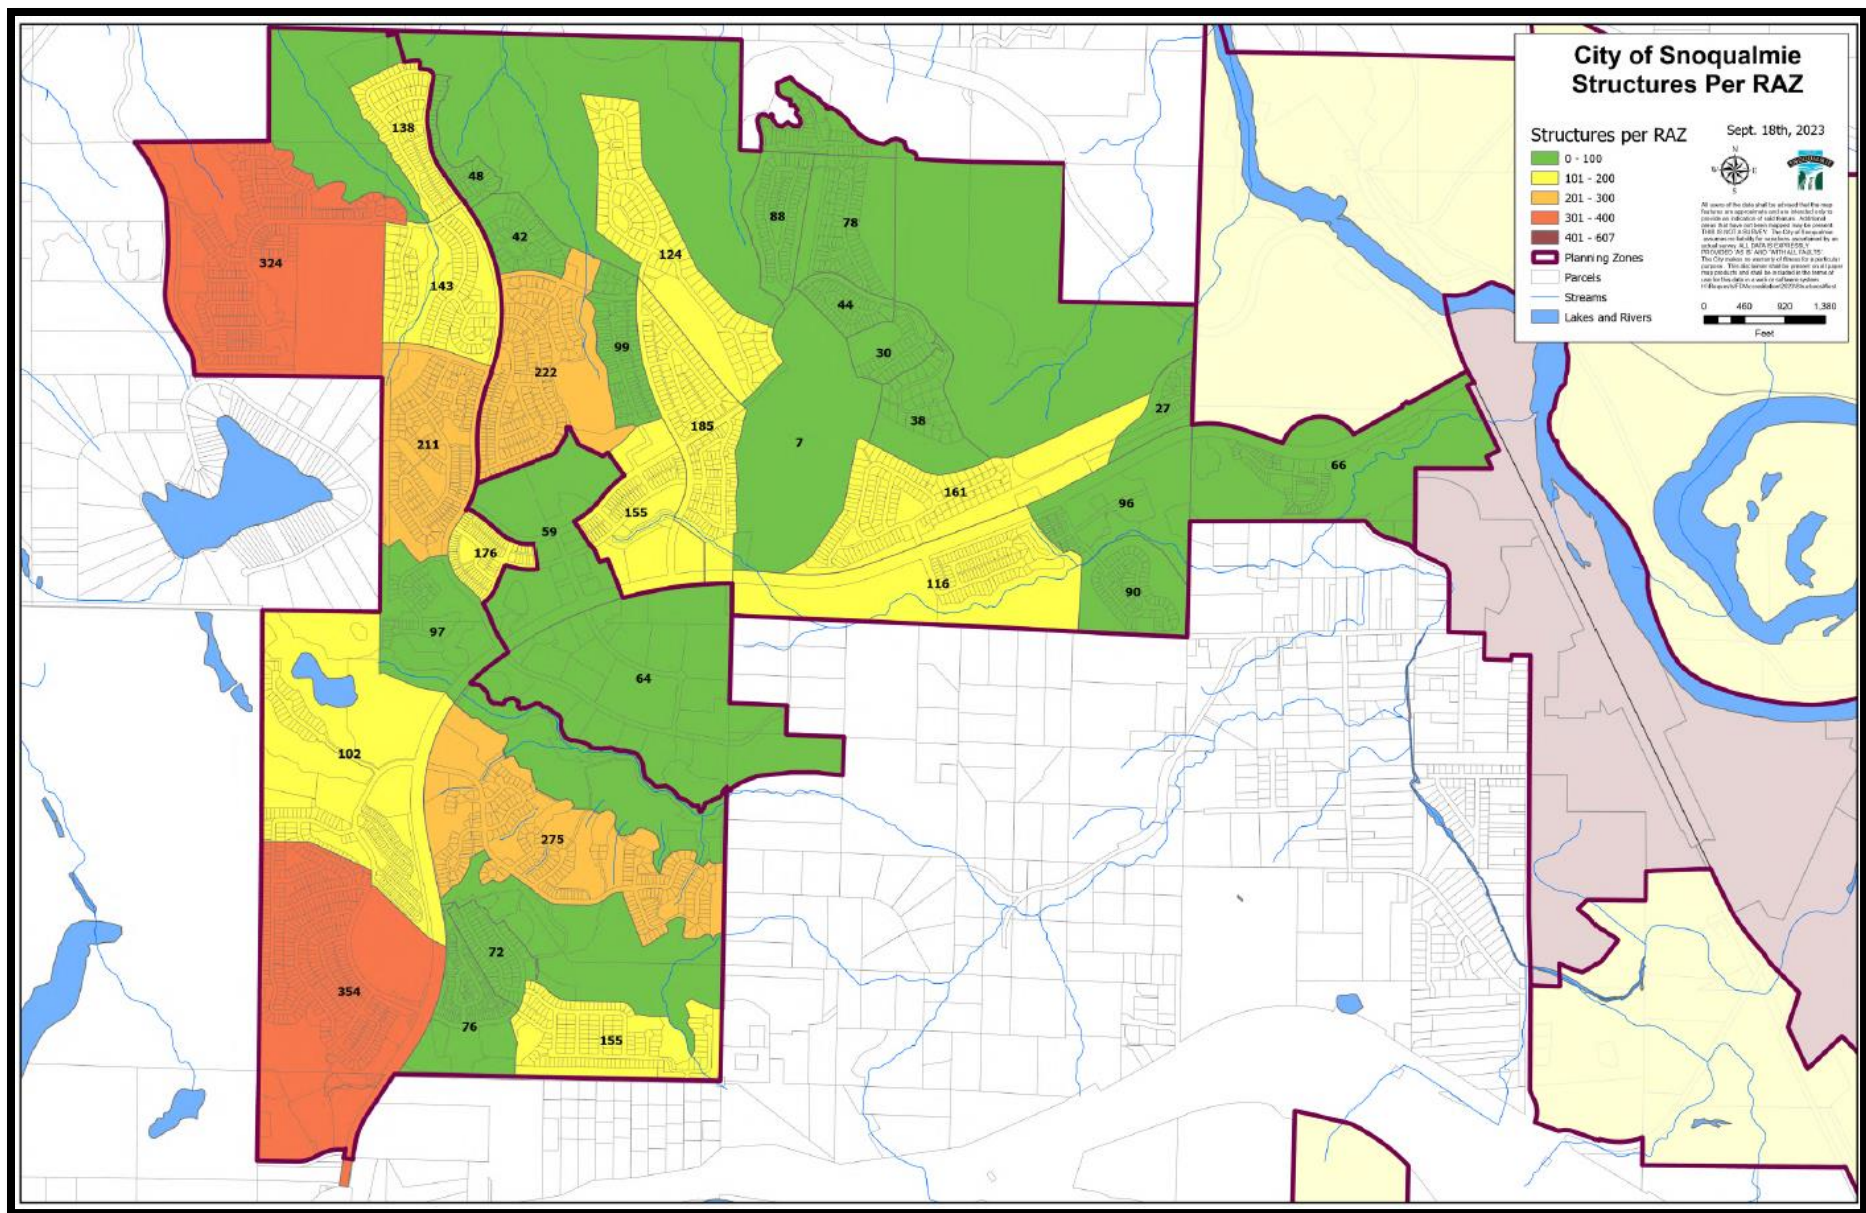 City of Snoqualmie
Structures Per RAZ
Structures per RAZ
Sept. 18th, 2023
0 - 100
101 - 200
201 - 300
301 - 400
401 - 607
Planning Zones
Parcels
Streams
Lakes and Rivers
N
W
E
S
SNOQUALMIE
0 460 920 1,380
Feet
138
48
42
324
143
124
88
78
44
30
99
222
38
27
211
185
7
66
161
96
155
59
176
116
90
97
64
102
275
72
354
76
155